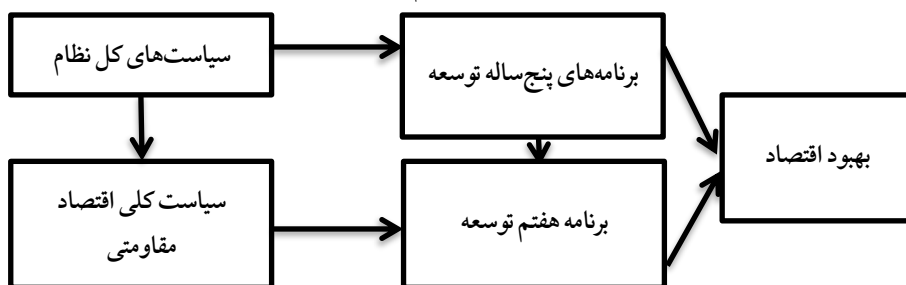 سیاست‌های کل نظام
برنامه‌های پنج‌ساله توسعه
بهبود اقتصاد
سیاست کلی اقتصاد
مقاومتی
برنامه هفتم توسعه